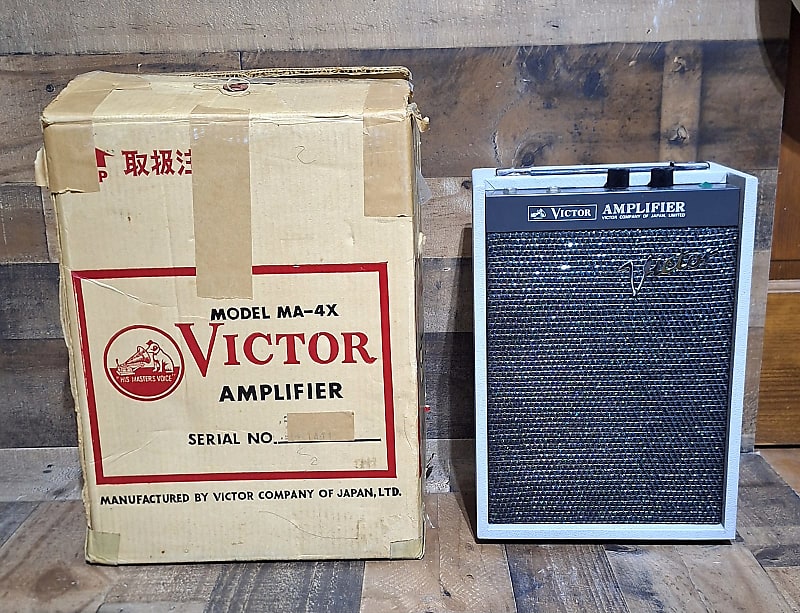 取扱注
P
MODEL MA-4X
VICTOR
"HIS MASTERS VOICE"
AMPLIFIER
SERIAL NO.
MANUFACTURED BY VICTOR COMPANY OF JAPAN, LTD.
VICTOR AMPLIFIER
VICTOR COMPANY OF JAPAN, LIMITED
Victor